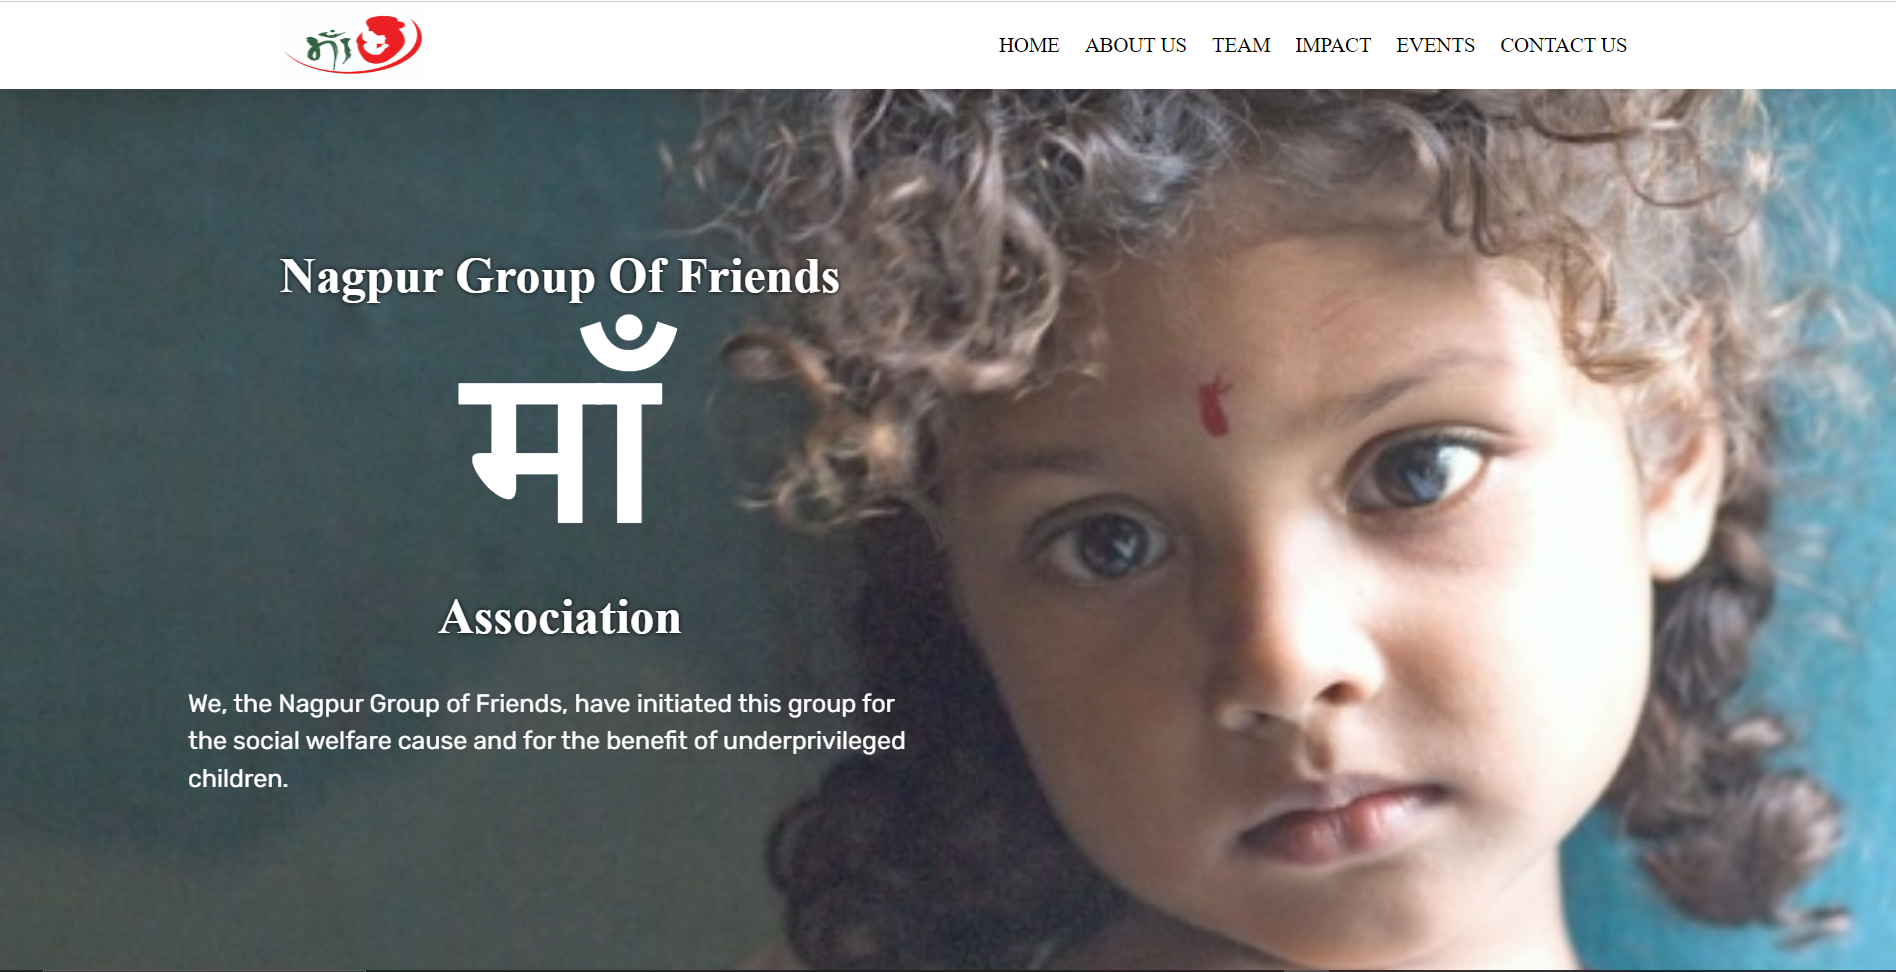 माँ
HOME ABOUT US TEAM IMPACT EVENTS CONTACT US
Nagpur Group Of Friends
माँ
Association
We, the Nagpur Group of Friends, have initiated this group for
the social welfare cause and for the benefit of underprivileged
children.